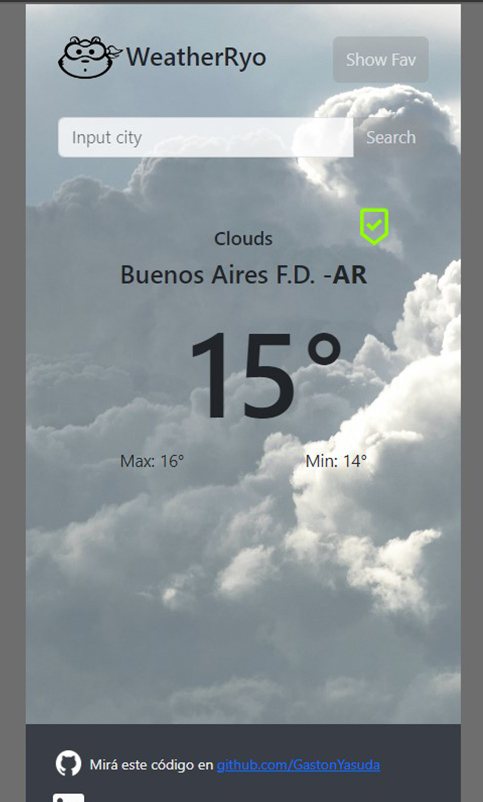 WeatherRyo
Show Fav
Input city
Search
Clouds
Buenos Aires F.D. -AR
15°
Max: 16°
Min: 14°
Mirá este código en github.com/GastonYasuda